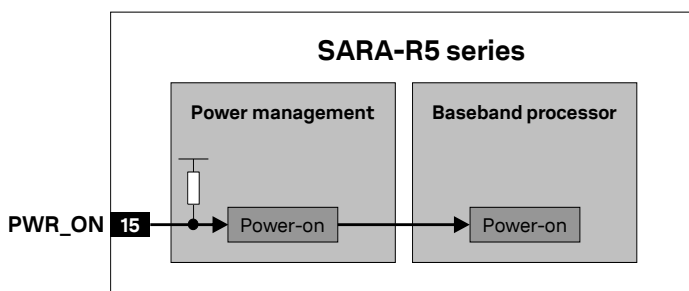 SARA-R5 series
Power management
Baseband processor
PWR_ON 15
Power-on
Power-on